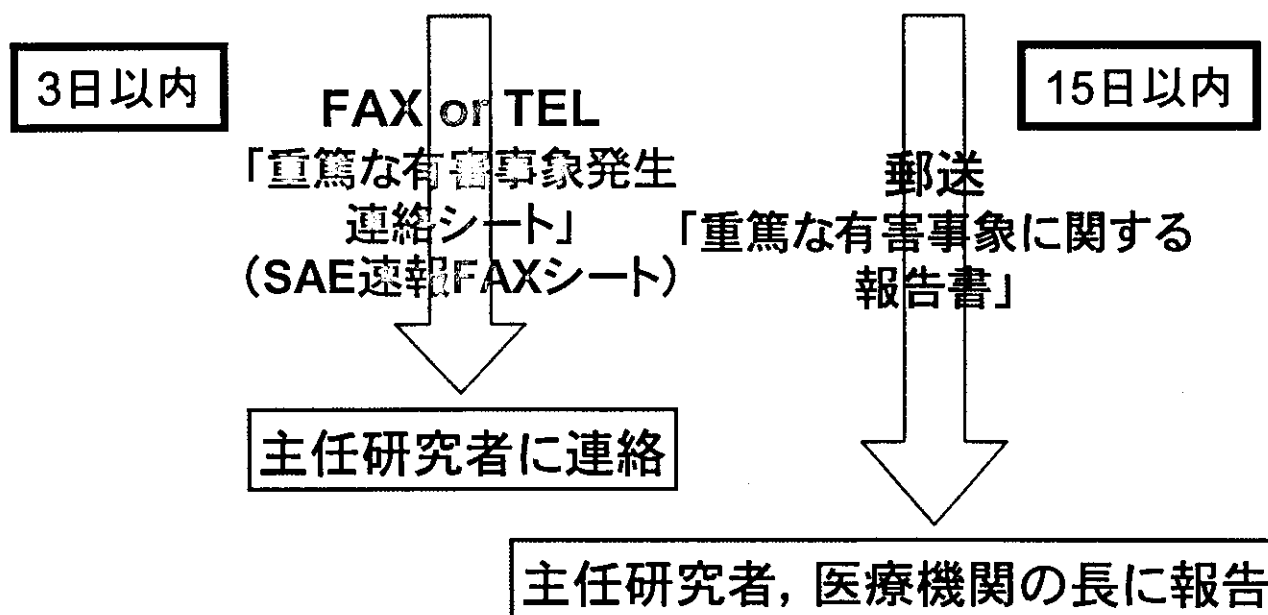 3日以内
FAX or TEL
「重篤な有害事象発生
連絡シート」
（SAE速報FAXシート）
主任研究者に連絡
15日以内
郵送
「重篤な有害事象に関する
報告書」
主任研究者，医療機関の長に報告